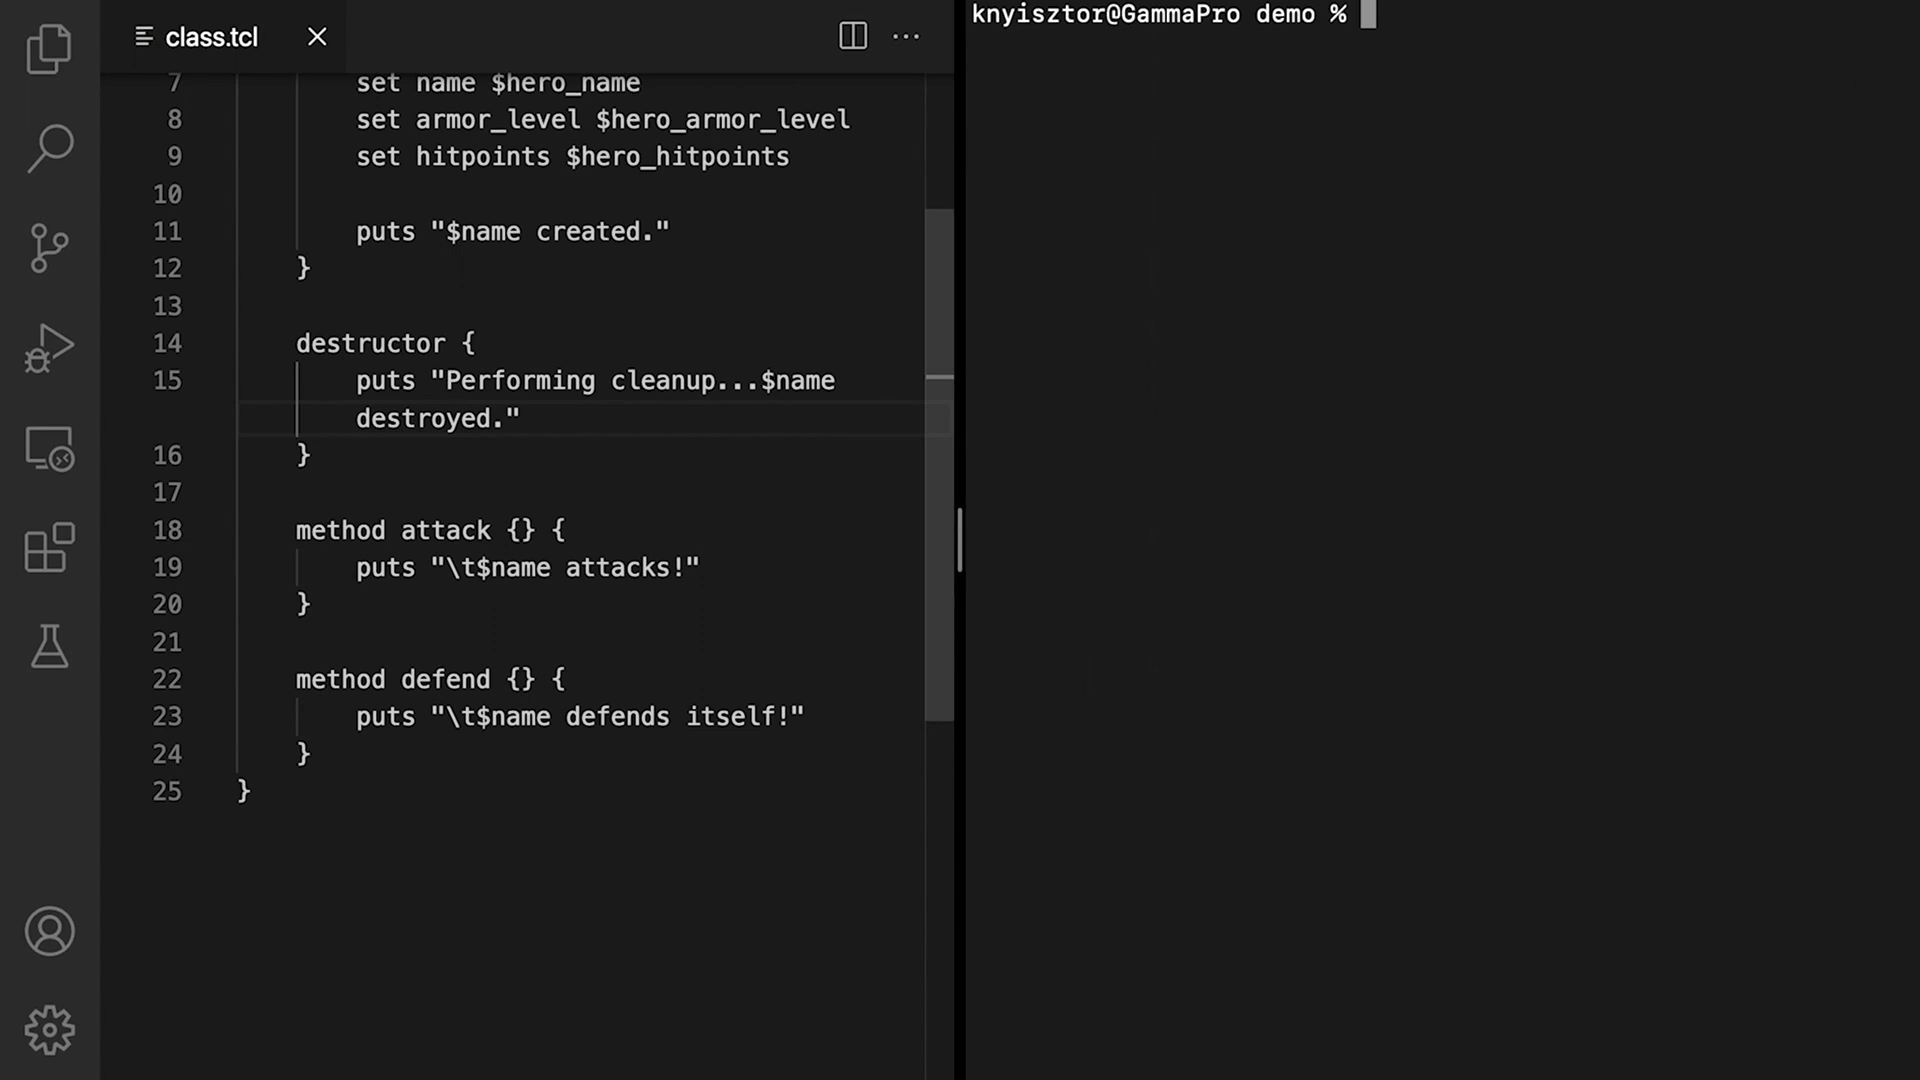 class.tcl
knyisztor@GammaPro demo %
7 set name $hero_name
8 set armor_level $hero_armor_level
9 set hitpoints $hero_hitpoints
10
11 puts "$name created."
12 }
13
14 destructor {
15 puts "Performing cleanup...$name
destroyed."
16 }
17
18 method attack {} {
19 puts "\t$name attacks!"
20 }
21
22 method defend {} {
23 puts "\t$name defends itself!"
24 }
25 }